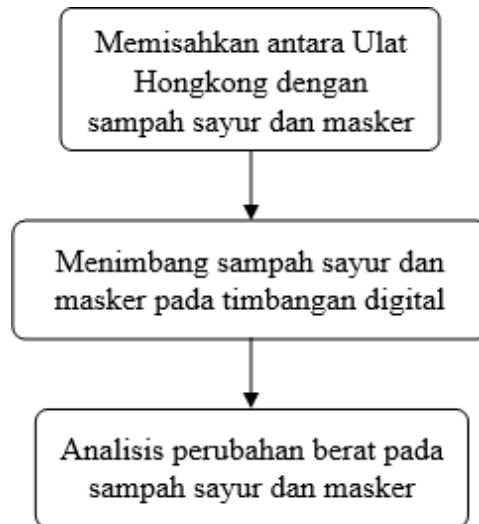 Memisahkan antara Ulat
Hongkong dengan
sampah sayur dan masker
Menimbang sampah sayur dan
masker pada timbangan digital
Analisis perubahan berat pada
sampah sayur dan masker